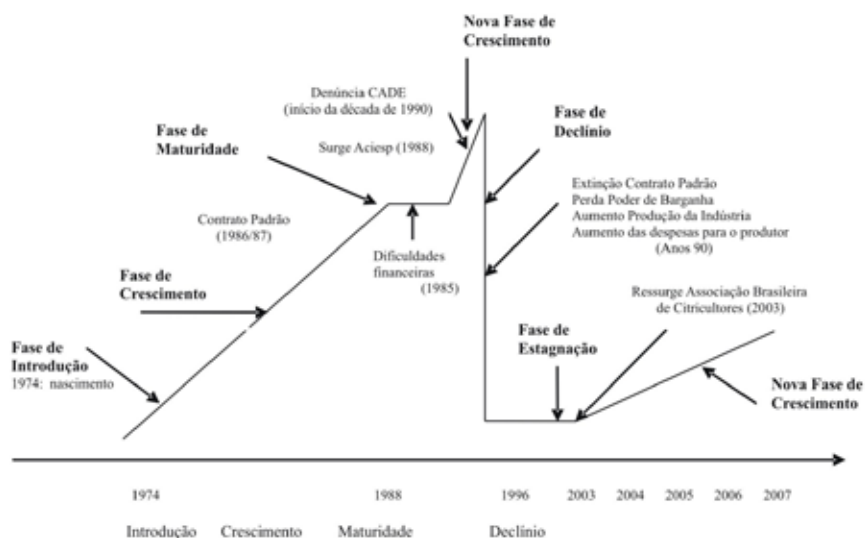 Nova Fase de
Crescimento
Denúncia CADE
(início da década de 1990)
Fase de
Maturidade
Surge Aciesp (1988)
Fase de
Declínio
Extinção Contrato Padrão
Perda Poder de Barganha
Aumento Produção da Indústria
Aumento das despesas para o produtor
(Anos 90)
Contrato Padrão
(1986/87)
Dificuldades
financeiras
(1985)
Fase de
Crescimento
Ressurge Associação Brasileira
de Citricultores (2003)
Fase de
Estagnação
Fase de
Introdução
1974: nascimento
Nova Fase de
Crescimento
1974 1988 1996 2003 2004 2005 2006 2007
Introdução Crescimento Maturidade Declínio